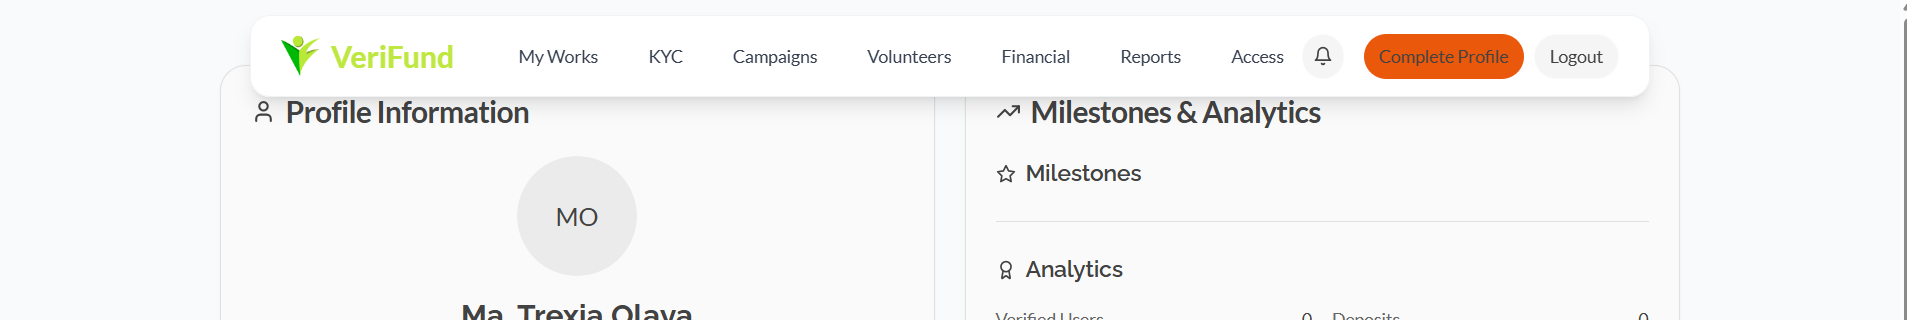 VeriFund My Works KYC Campaigns Volunteers Financial Reports Access Complete Profile Logout
Profile Information
MO
Ma. Trexia Olaya
Milestones & Analytics
Milestones
Analytics
Verified Users 0 Deposits 0